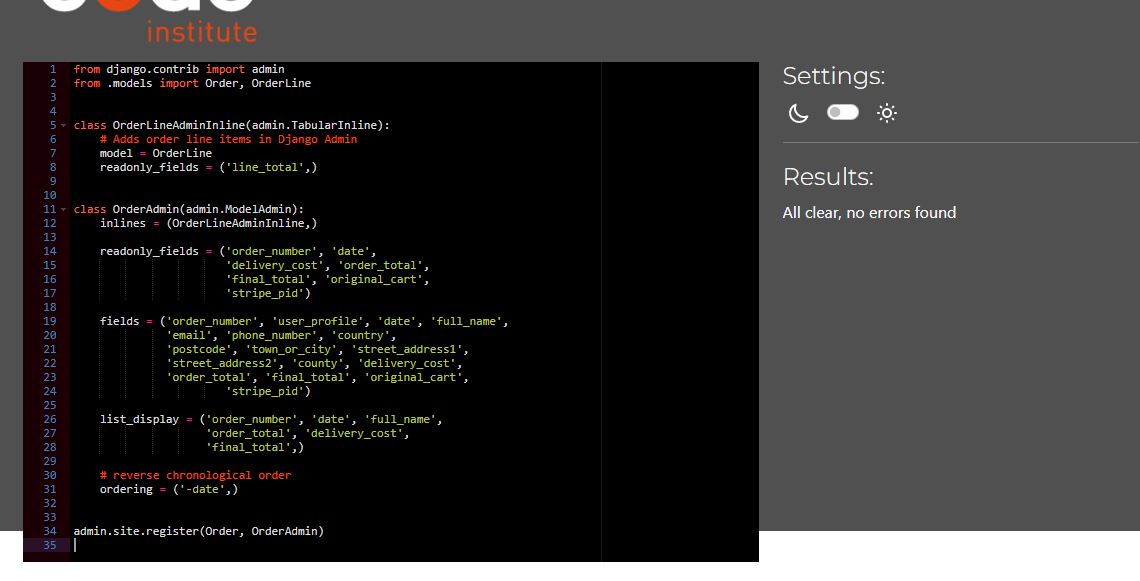 institute
1 from django.contrib import admin
2 from .models import Order, OrderLine
3
4
5 class OrderLineAdminInline(admin.TabularInline):
6     # Adds order line items in Django Admin
7     model = OrderLine
8     readonly_fields = ('line_total',)
9
10
11 class OrderAdmin(admin.ModelAdmin):
12     inlines = (OrderLineAdminInline,)
13
14     readonly_fields = ('order_number', 'date',
15                        'delivery_cost', 'order_total',
16                        'final_total', 'original_cart',
17                        'stripe_pid')
18
19     fields = ('order_number', 'user_profile', 'date', 'full_name',
20               'email', 'phone_number', 'country',
21               'postcode', 'town_or_city', 'street_address1',
22               'street_address2', 'county', 'delivery_cost',
23               'order_total', 'final_total', 'original_cart',
24                        'stripe_pid')
25
26     list_display = ('order_number', 'date', 'full_name',
27                     'order_total', 'delivery_cost',
28                     'final_total',)
29
30     # reverse chronological order
31     ordering = ('-date',)
32
33
34 admin.site.register(Order, OrderAdmin)
35
Settings:
Results:
All clear, no errors found